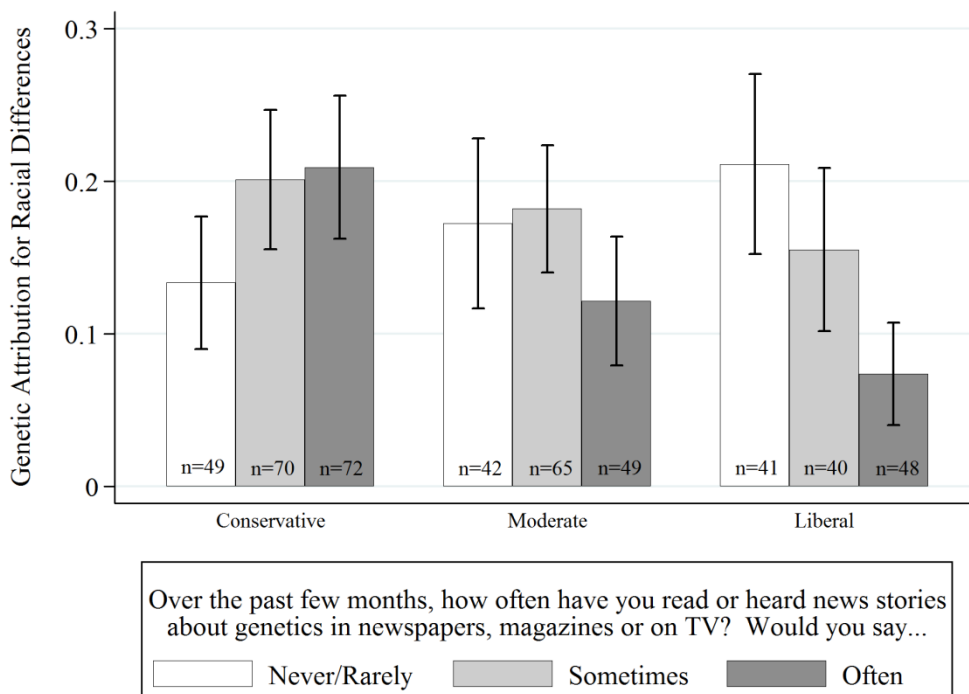 Genetic Attribution for Racial Differences
0.3
0.2
0.1
0
n=49
n=70
n=72
n=42
n=65
n=49
n=41
n=40
n=48
Conservative
Moderate
Liberal
Over the past few months, how often have you read or heard news stories
about genetics in newspapers, magazines or on TV?  Would you say...
Never/Rarely
Sometimes
Often